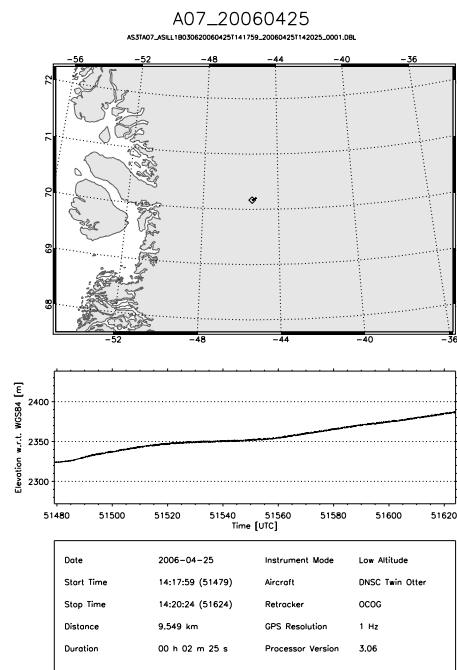 A07_20060425
AS3TA07_ASILL1B030620060425T141759_20060425T142025_0001.DBL
-56 -52 -48 -44 -40 -36
72
71
70
69
68
-52 -48 -44 -40 -36
Elevation w.r.t. WGS84 [m]
2400
2350
2300
51480 51500 51520 51540 51560 51580 51600 51620
Time [UTC]
Date 2006-04-25 Instrument Mode Low Altitude
Start Time 14:17:59 (51479) Aircraft DNSC Twin Otter
Stop Time 14:20:24 (51624) Retracker OCOG
Distance 9.549 km GPS Resolution 1 Hz
Duration 00 h 02 m 25 s Processor Version 3.06